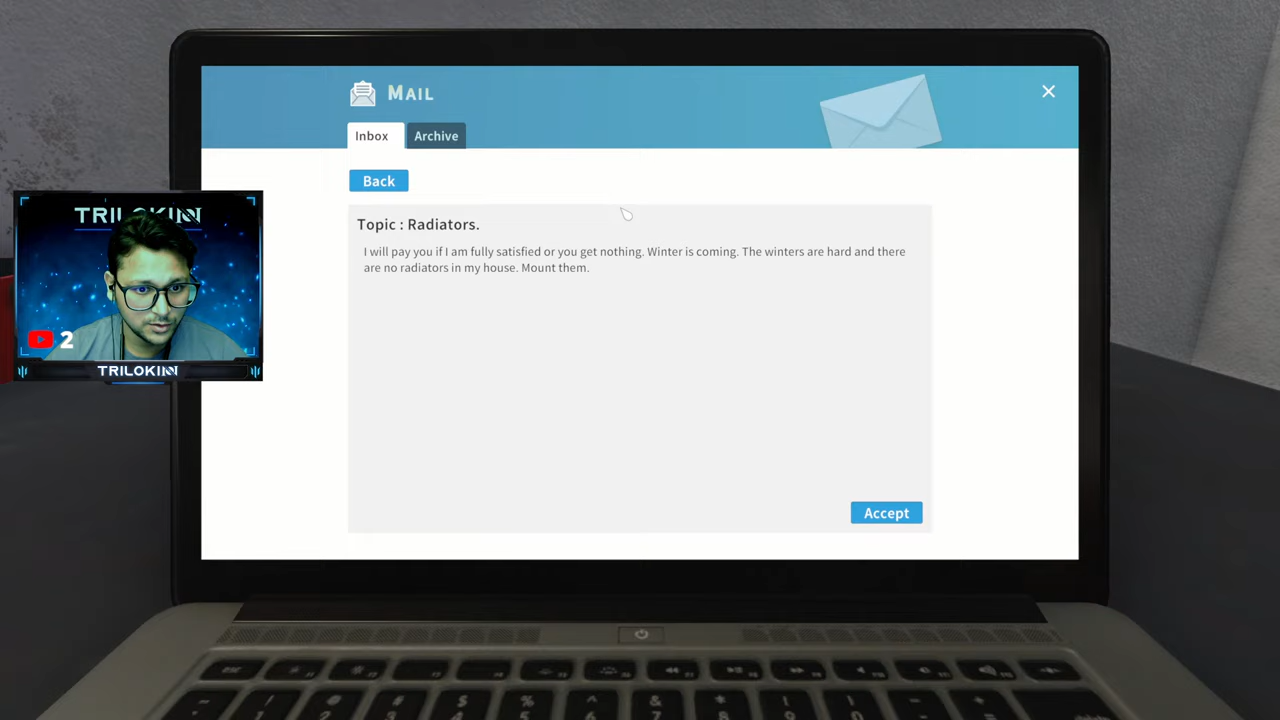 MAIL
Inbox
Archive
Back
Topic : Radiators.
I will pay you if I am fully satisfied or you get nothing. Winter is coming. The winters are hard and there
are no radiators in my house. Mount them.
Accept
TRILOKIN
2
TRILOKIN